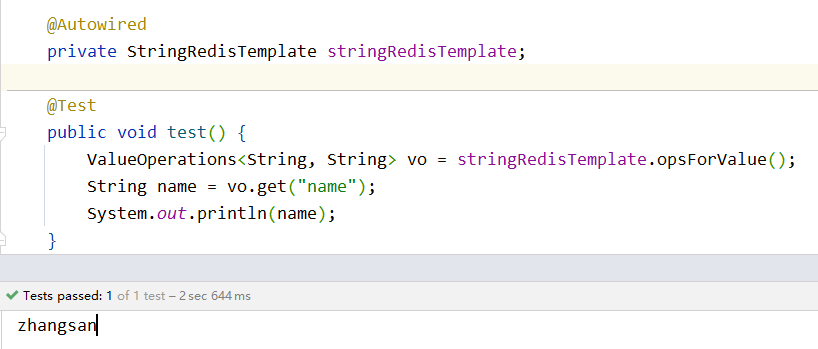 @Autowired
private StringRedisTemplate stringRedisTemplate;
@Test
public void test() {
ValueOperations<String, String> vo = stringRedisTemplate.opsForValue();
String name = vo.get("name");
System.out.println(name);
}
Tests passed: 1 of 1 test – 2 sec 644 ms
zhangsan